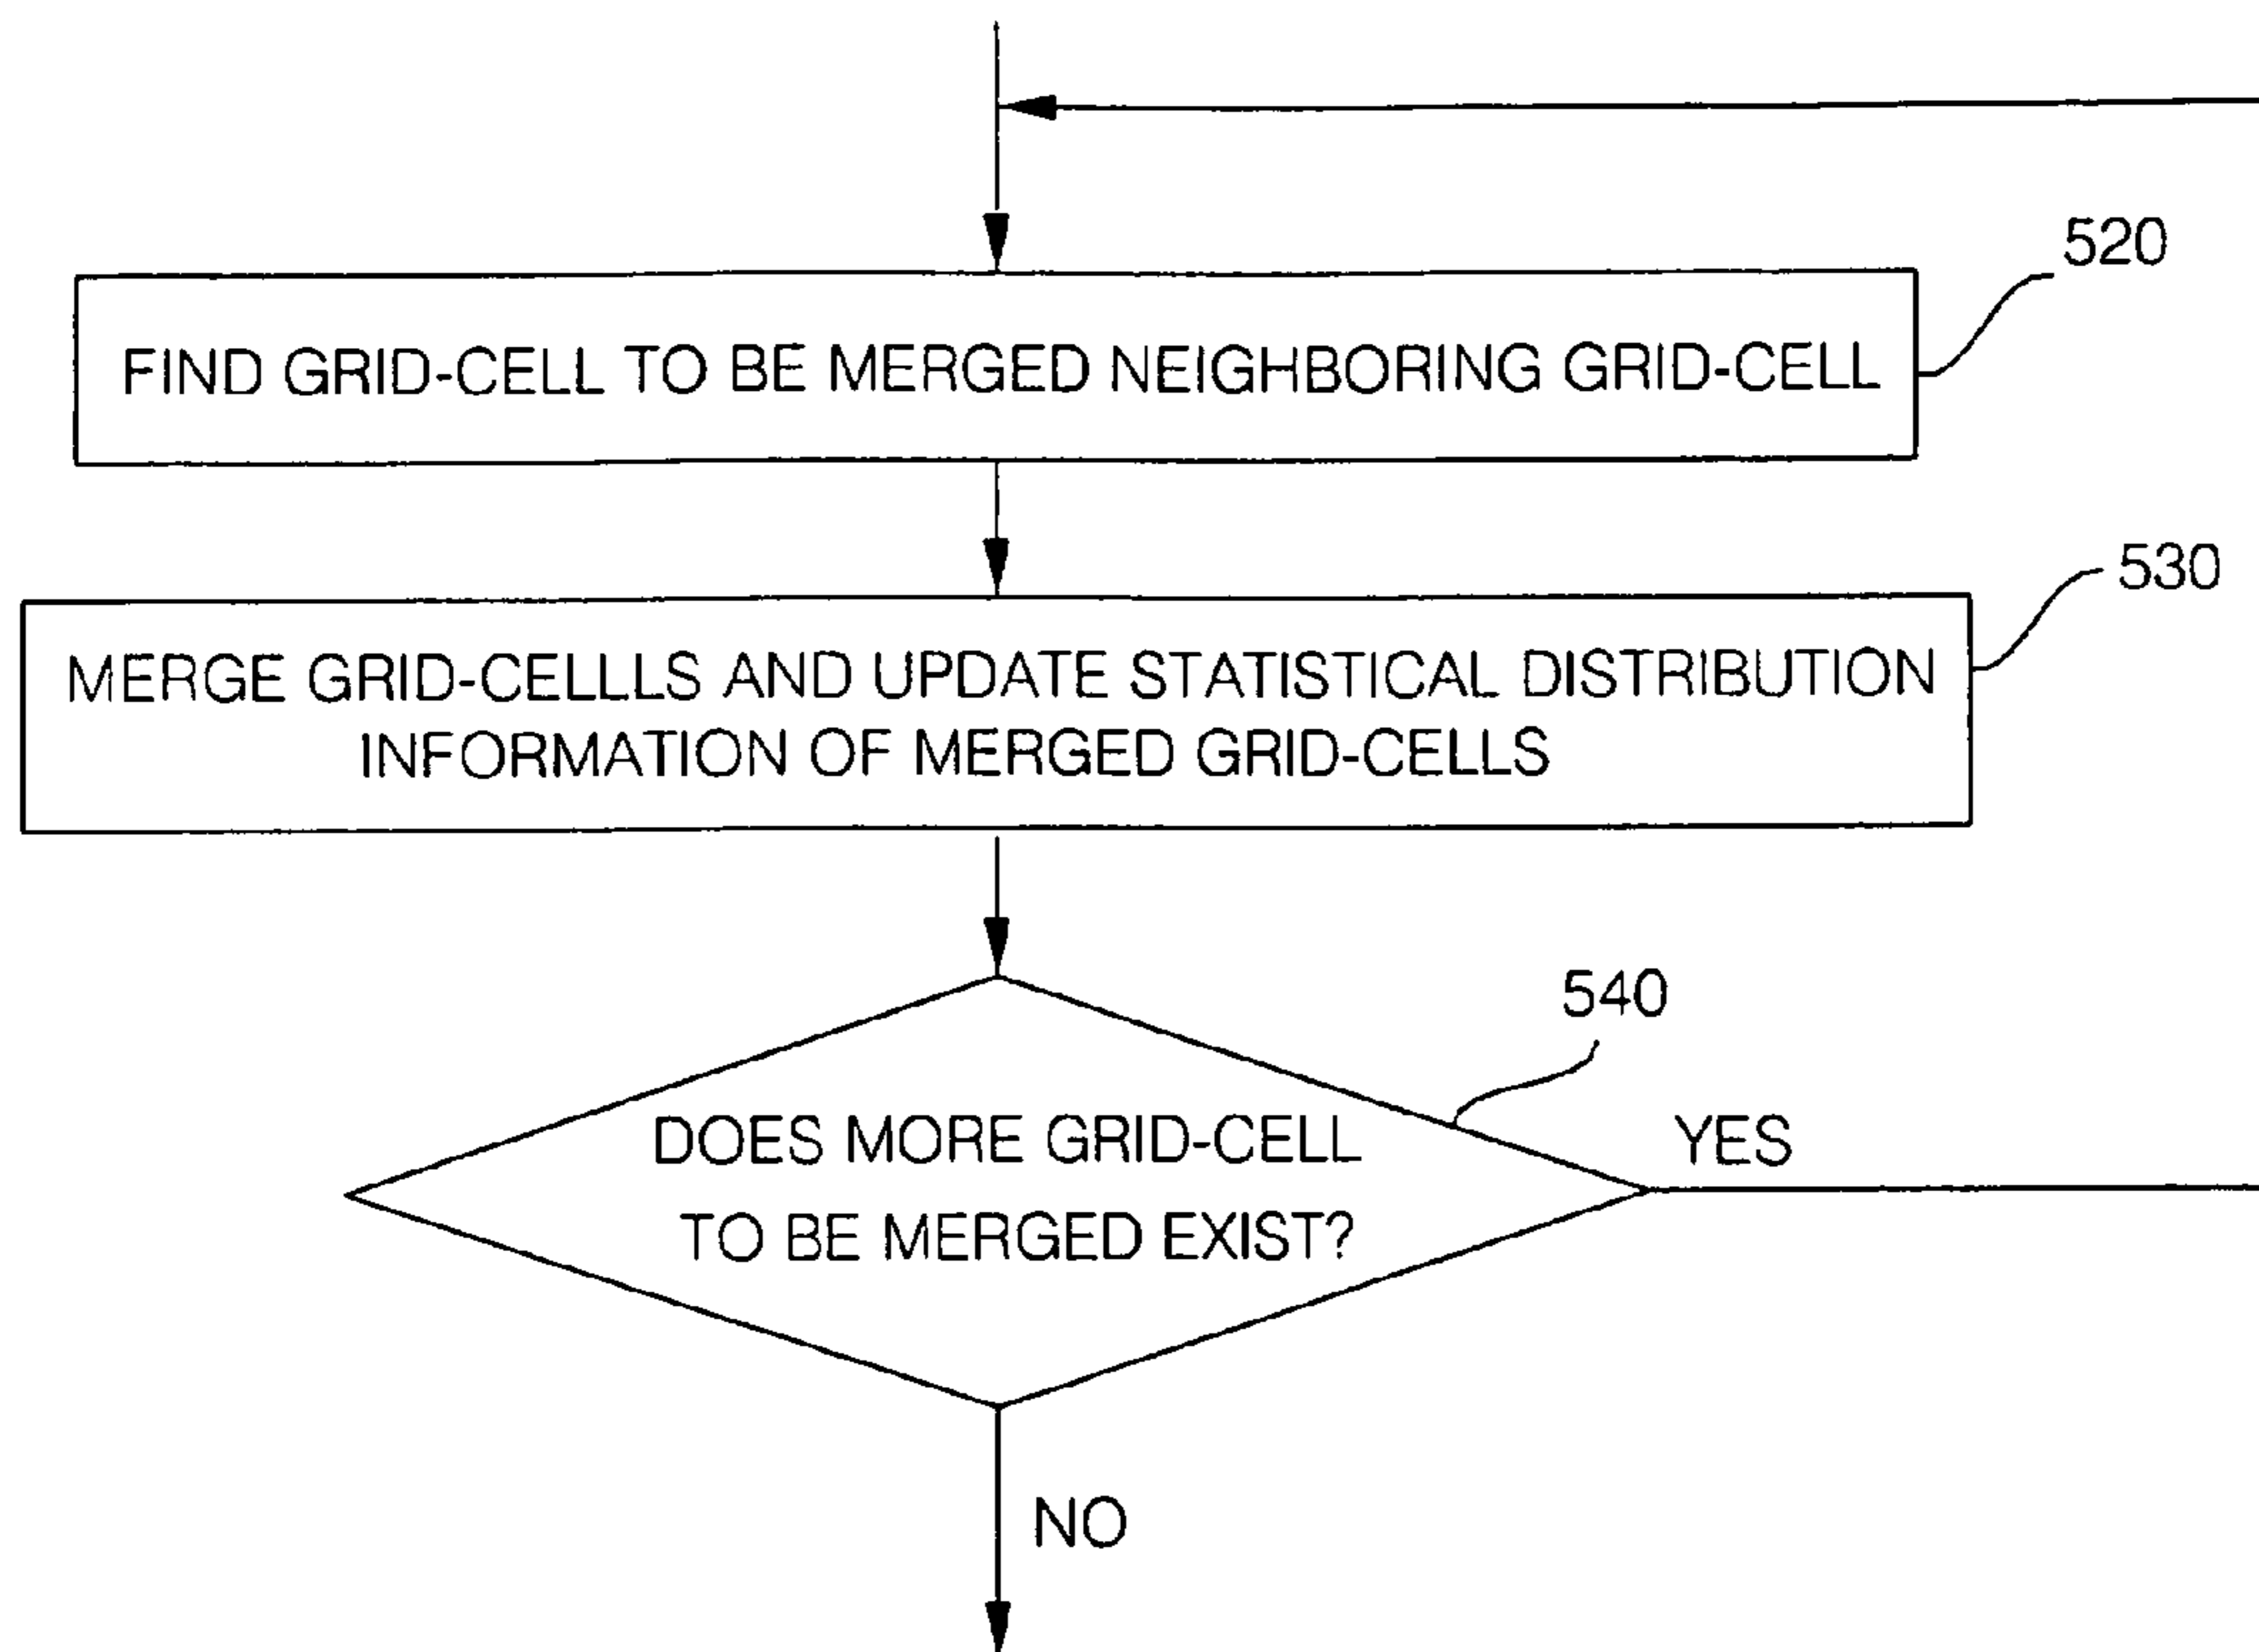 520
FIND GRID-CELL TO BE MERGED NEIGHBORING GRID-CELL
530
MERGE GRID-CELLLS AND UPDATE STATISTICAL DISTRIBUTION
INFORMATION OF MERGED GRID-CELLS
540
DOES MORE GRID-CELL
TO BE MERGED EXIST?
YES
NO